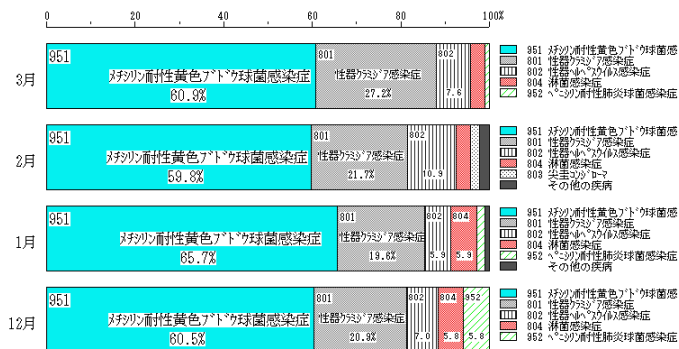 0 20 40 60 80 100%
3月
951 メチシリン耐性黄色ブドウ球菌感染症 60.9%
801 性器クラミジア感染症 27.2%
802 7.6
951 メチシリン耐性黄色ブドウ球菌感
801 性器クラミジア感染症
802 性器ヘルペスウイルス感染症
804 淋菌感染症
952 ペニシリン耐性肺炎球菌感染症
2月
951 メチシリン耐性黄色ブドウ球菌感染症 59.8%
801 性器クラミジア感染症 21.7%
802 10.9
951 メチシリン耐性黄色ブドウ球菌感
801 性器クラミジア感染症
802 性器ヘルペスウイルス感染症
804 淋菌感染症
803 尖圭コンジローマ
その他の疾病
1月
951 メチシリン耐性黄色ブドウ球菌感染症 65.7%
801 性器クラミジア感染症 19.6%
802 5.9
804 5.9
951 メチシリン耐性黄色ブドウ球菌感
801 性器クラミジア感染症
802 性器ヘルペスウイルス感染症
804 淋菌感染症
952 ペニシリン耐性肺炎球菌感染症
その他の疾病
12月
951 メチシリン耐性黄色ブドウ球菌感染症 60.5%
801 性器クラミジア感染症 20.9%
802 7.0
804 5.8
952 5.8
951 メチシリン耐性黄色ブドウ球菌感
801 性器クラミジア感染症
802 性器ヘルペスウイルス感染症
804 淋菌感染症
952 ペニシリン耐性肺炎球菌感染症